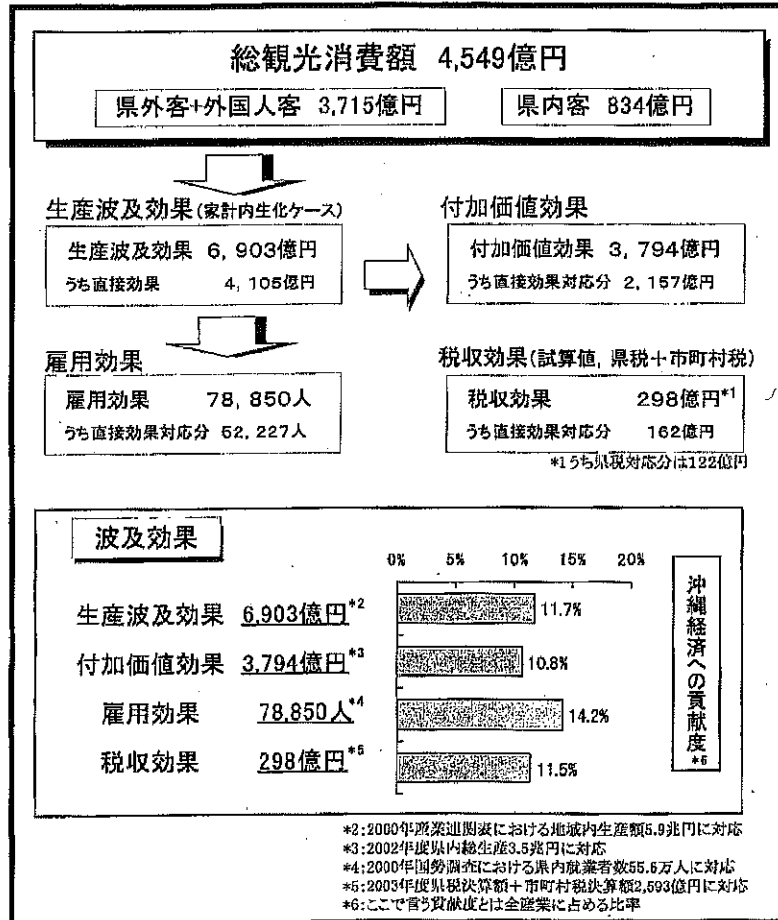 総観光消費額 4,549億円
県外客+外国人客 3,715億円 県内客 834億円
生産波及効果(家計内生化ケース) 付加価値効果
生産波及効果 6,903億円 付加価値効果 3,794億円
うち直接効果 4,105億円 うち直接効果対応分 2,157億円
雇用効果 税収効果(試算値,県税+市町村税)
雇用効果 78,850人 税収効果 298億円*1
うち直接効果対応分 52,227人 うち直接効果対応分 162億円
*1うち県税対応分は122億円
波及効果
0% 5% 10% 15% 20%
生産波及効果 6,903億円*2 11.7%
付加価値効果 3,794億円*3 10.8%
雇用効果 78,850人*4 14.2%
税収効果 298億円*5 11.5%
沖縄経済への貢献度*6
*2:2000年産業連関表における地域内生産額5.9兆円に対応
*3:2002年度県内総生産3.5兆円に対応
*4:2000年国勢調査における県内就業者数55.6万人に対応
*5:2003年度県税決算額+市町村税決算額2,593億円に対応
*6:ここで言う貢献度とは全産業に占める比率